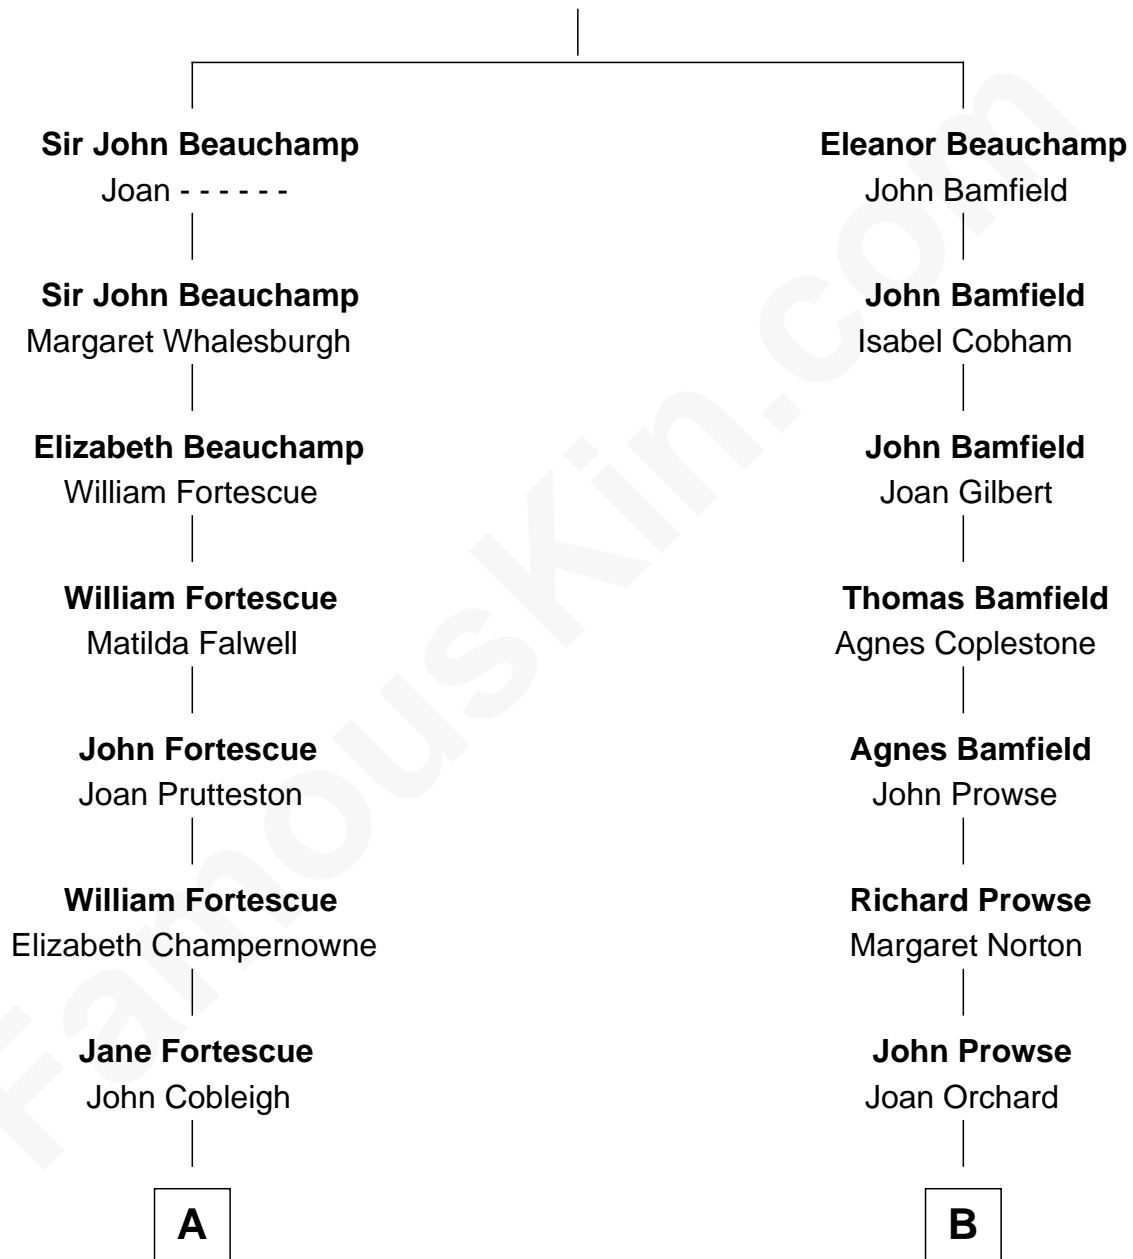 Sir John Beauchamp
Joan - - - - - -
Sir John Beauchamp
Margaret Whalesburgh
Elizabeth Beauchamp
William Fortescue
William Fortescue
Matilda Falwell
John Fortescue
Joan Prutteston
William Fortescue
Elizabeth Champernowne
Jane Fortescue
John Cobleigh
A
Eleanor Beauchamp
John Bamfield
John Bamfield
Isabel Cobham
John Bamfield
Joan Gilbert
Thomas Bamfield
Agnes Coplestone
Agnes Bamfield
John Prowse
Richard Prowse
Margaret Norton
John Prowse
Joan Orchard
B
FamousKin.com